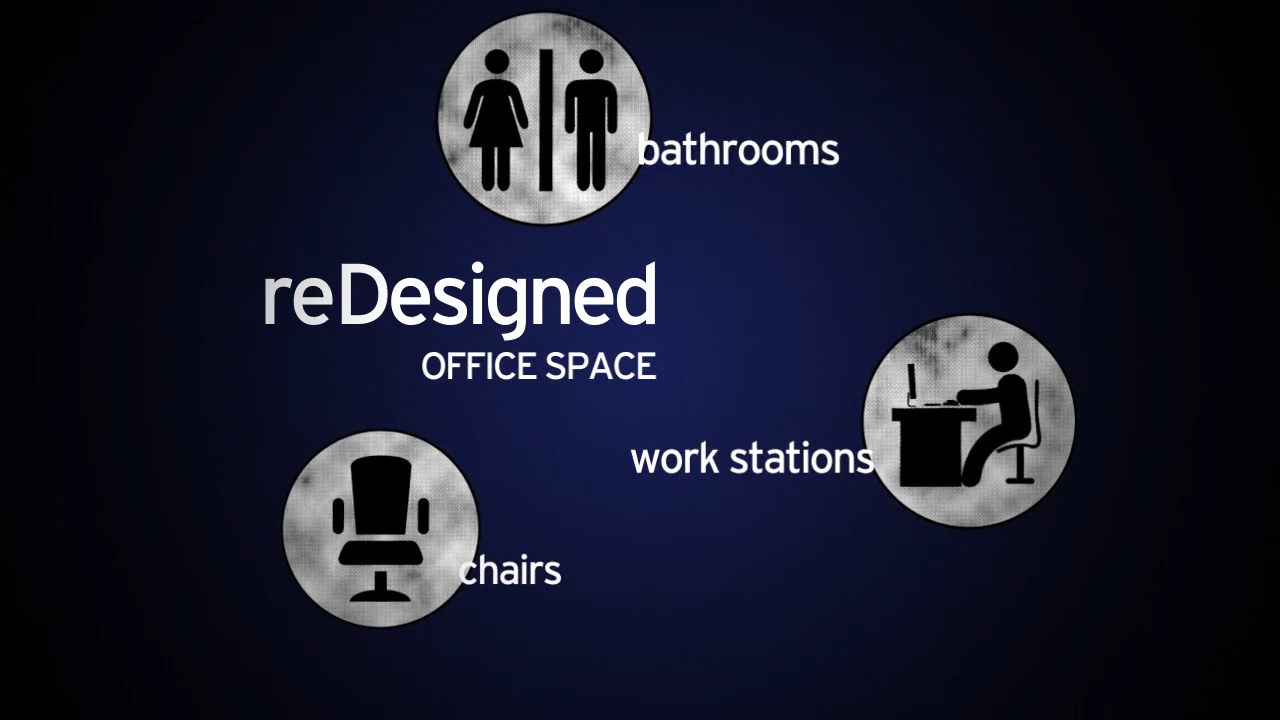 bathrooms
reDesigned
OFFICE SPACE
work stations
chairs